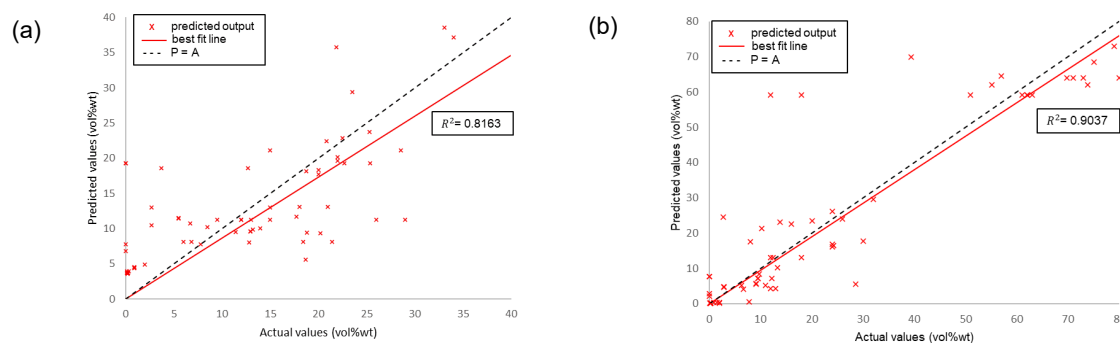 (a)
40
35
30
25
20
15
10
5
0
Predicted values (vol%wt)
× predicted output
best fit line
P = A
R²= 0.8163
0 5 10 15 20 25 30 35 40
Actual values (vol%wt)
(b)
80
70
60
50
40
30
20
10
0
Predicted values (vol%wt)
× predicted output
best fit line
P = A
R²= 0.9037
0 10 20 30 40 50 60 70 80
Actual values (vol%wt)